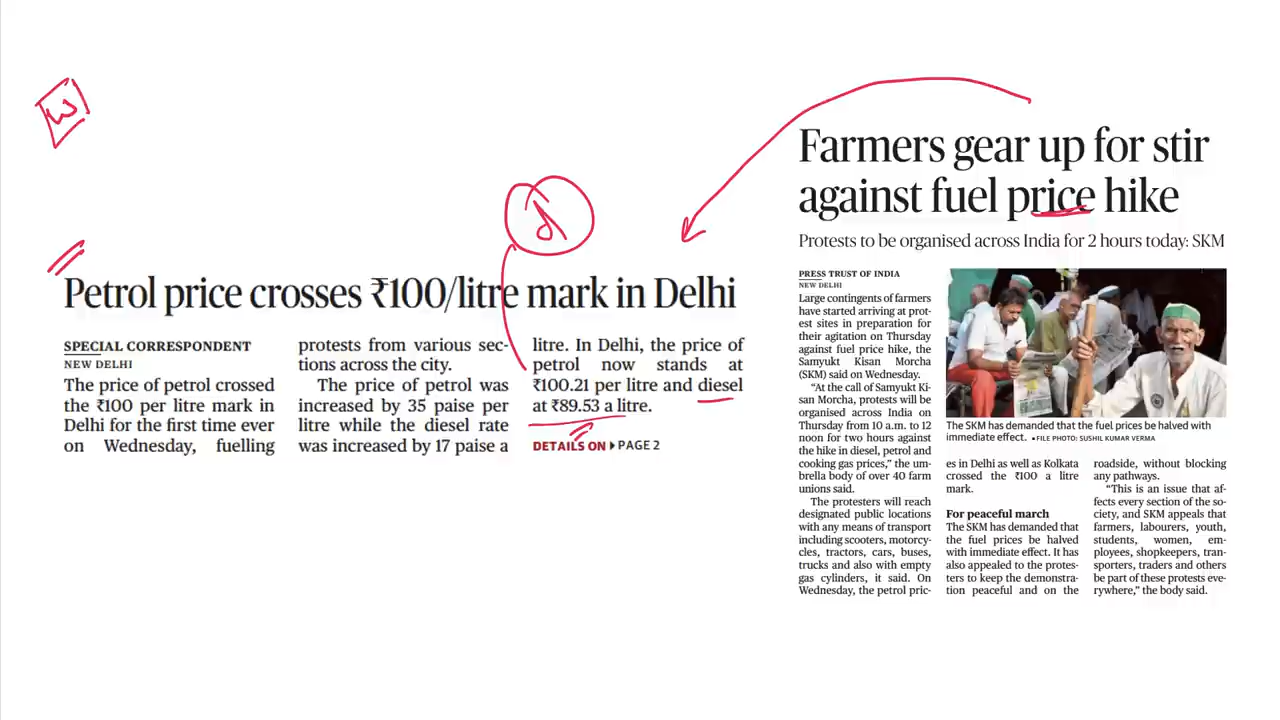 Petrol price crosses ₹100/litre mark in Delhi
SPECIAL CORRESPONDENT
NEW DELHI
The price of petrol crossed
the ₹100 per litre mark in
Delhi for the first time ever
on Wednesday, fuelling
protests from various sec-
tions across the city.
The price of petrol was
increased by 35 paise per
litre while the diesel rate
was increased by 17 paise a
litre. In Delhi, the price of
petrol now stands at
₹100.21 per litre and diesel
at ₹89.53 a litre.
DETAILS ON PAGE 2
Farmers gear up for stir
against fuel price hike
Protests to be organised across India for 2 hours today: SKM
PRESS TRUST OF INDIA
NEW DELHI
Large contingents of farmers
have started arriving at prot-
est sites in preparation for
their agitation on Thursday
against fuel price hike, the
Samyukt Kisan Morcha
(SKM) said on Wednesday.
“At the call of Samyukt Ki-
san Morcha, protests will be
organised across India on
Thursday from 10 a.m. to 12
noon for two hours against
the hike in diesel, petrol and
cooking gas prices,” the um-
brella body of over 40 farm
unions said.
The protesters will reach
designated public locations
with any means of transport
including scooters, motorcy-
cles, tractors, cars, buses,
trucks and also with empty
gas cylinders, it said. On
Wednesday, the petrol pric-
The SKM has demanded that the fuel prices be halved with
immediate effect. FILE PHOTO: SUSHIL KUMAR VERMA
es in Delhi as well as Kolkata
crossed the ₹100 a litre
mark.
For peaceful march
The SKM has demanded that
the fuel prices be halved
with immediate effect. It has
also appealed to the protes-
ters to keep the demonstra-
tion peaceful and on the
roadside, without blocking
any pathways.
“This is an issue that af-
fects every section of the so-
ciety, and SKM appeals that
farmers, labourers, youth,
students, women, em-
ployees, shopkeepers, tran-
sporters, traders and others
be part of these protests eve-
rywhere,” the body said.